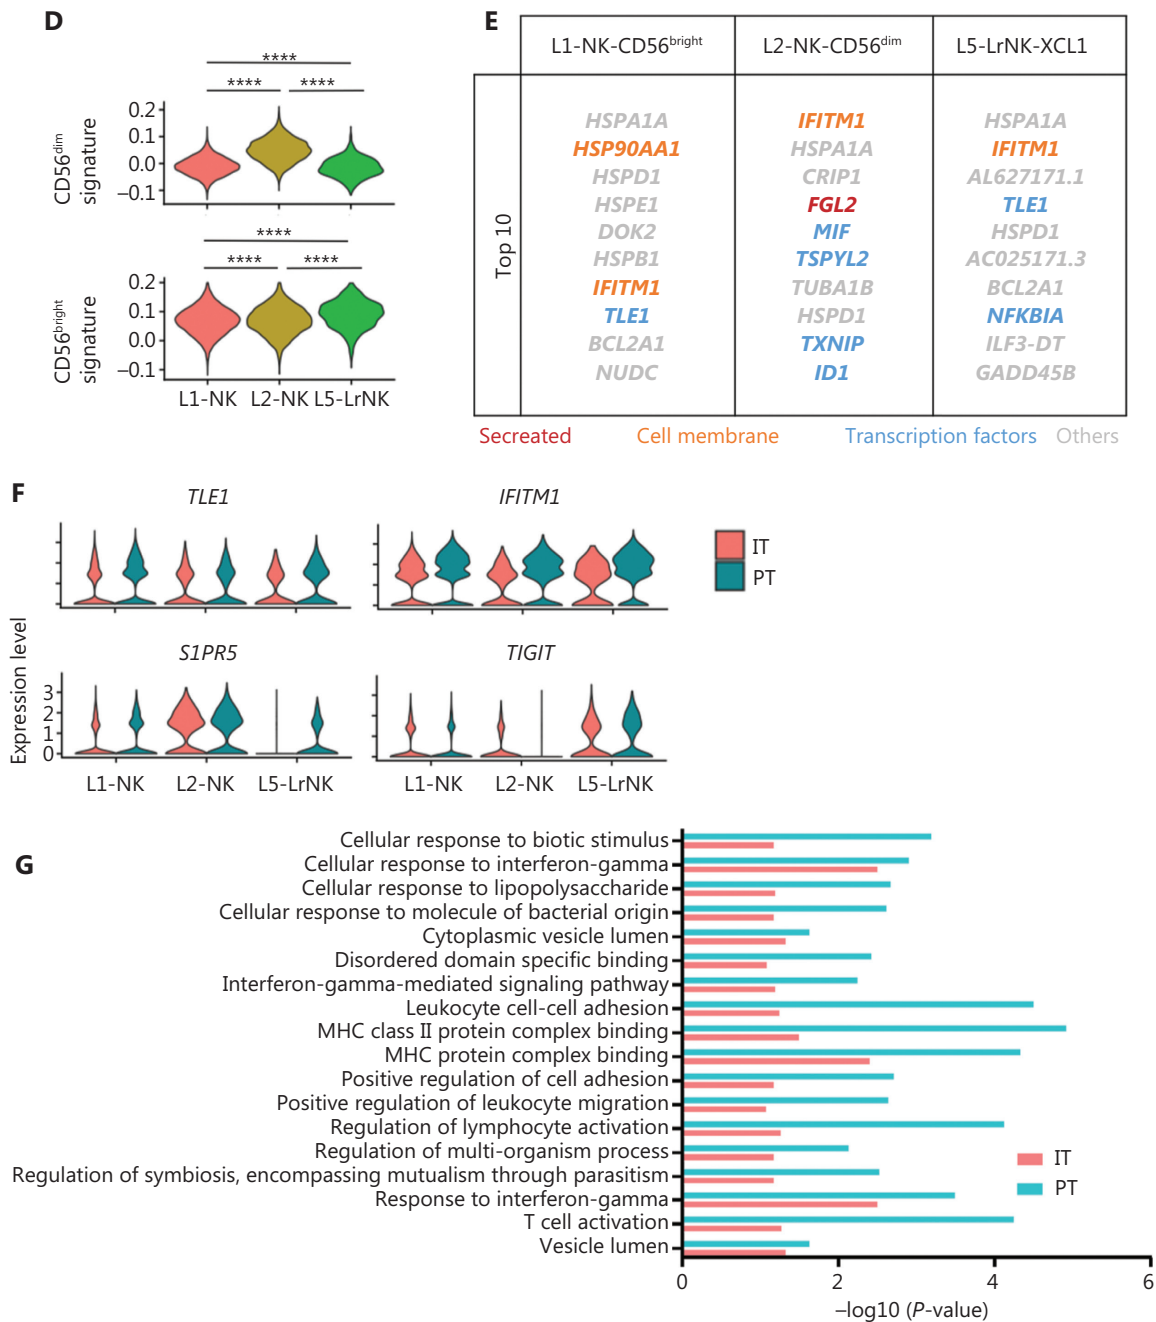 D
****
****
****
CD56dim
signature
0.2
0.1
0.0
–0.1
****
****
****
CD56bright
signature
0.2
0.1
0.0
–0.1
L1-NK L2-NK L5-LrNK
E
L1-NK-CD56bright
L2-NK-CD56dim
L5-LrNK-XCL1
Top 10
HSPA1A
HSP90AA1
HSPD1
HSPE1
DOK2
HSPB1
IFITM1
TLE1
BCL2A1
NUDC
IFITM1
HSPA1A
CRIP1
FGL2
MIF
TSPYL2
TUBA1B
HSPD1
TXNIP
ID1
HSPA1A
IFITM1
AL627171.1
TLE1
HSPD1
AC025171.3
BCL2A1
NFKBIA
ILF3-DT
GADD45B
Secreated Cell membrane Transcription factors Others
F
TLE1
IFITM1
IT
PT
Expression level
S1PR5
TIGIT
3
2
1
0
L1-NK L2-NK L5-LrNK
L1-NK L2-NK L5-LrNK
G
Cellular response to biotic stimulus
Cellular response to interferon-gamma
Cellular response to lipopolysaccharide
Cellular response to molecule of bacterial origin
Cytoplasmic vesicle lumen
Disordered domain specific binding
Interferon-gamma-mediated signaling pathway
Leukocyte cell-cell adhesion
MHC class II protein complex binding
MHC protein complex binding
Positive regulation of cell adhesion
Positive regulation of leukocyte migration
Regulation of lymphocyte activation
Regulation of multi-organism process
Regulation of symbiosis, encompassing mutualism through parasitism
Response to interferon-gamma
T cell activation
Vesicle lumen
IT
PT
0 2 4 6
–log10 (P-value)